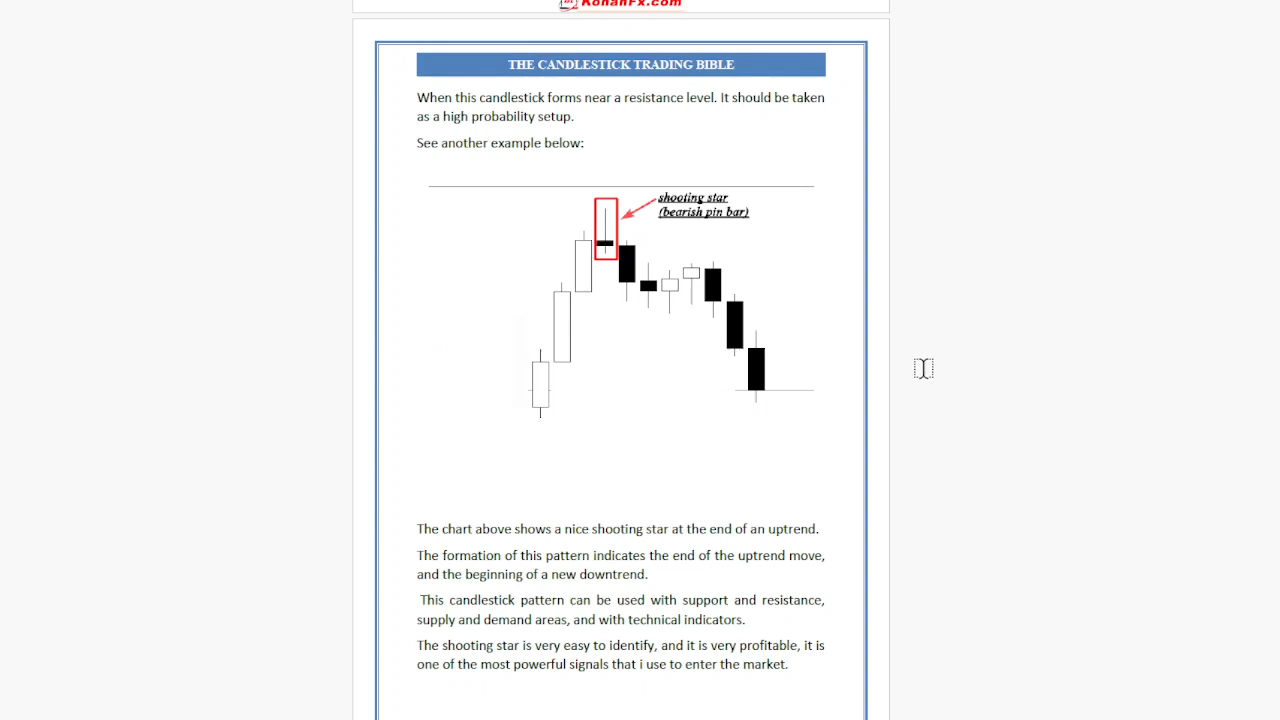 KohanFx.com
THE CANDLESTICK TRADING BIBLE
When this candlestick forms near a resistance level. It should be taken
as a high probability setup.
See another example below:
shooting star
(bearish pin bar)
The chart above shows a nice shooting star at the end of an uptrend.
The formation of this pattern indicates the end of the uptrend move,
and the beginning of a new downtrend.
This candlestick pattern can be used with support and resistance,
supply and demand areas, and with technical indicators.
The shooting star is very easy to identify, and it is very profitable, it is
one of the most powerful signals that i use to enter the market.